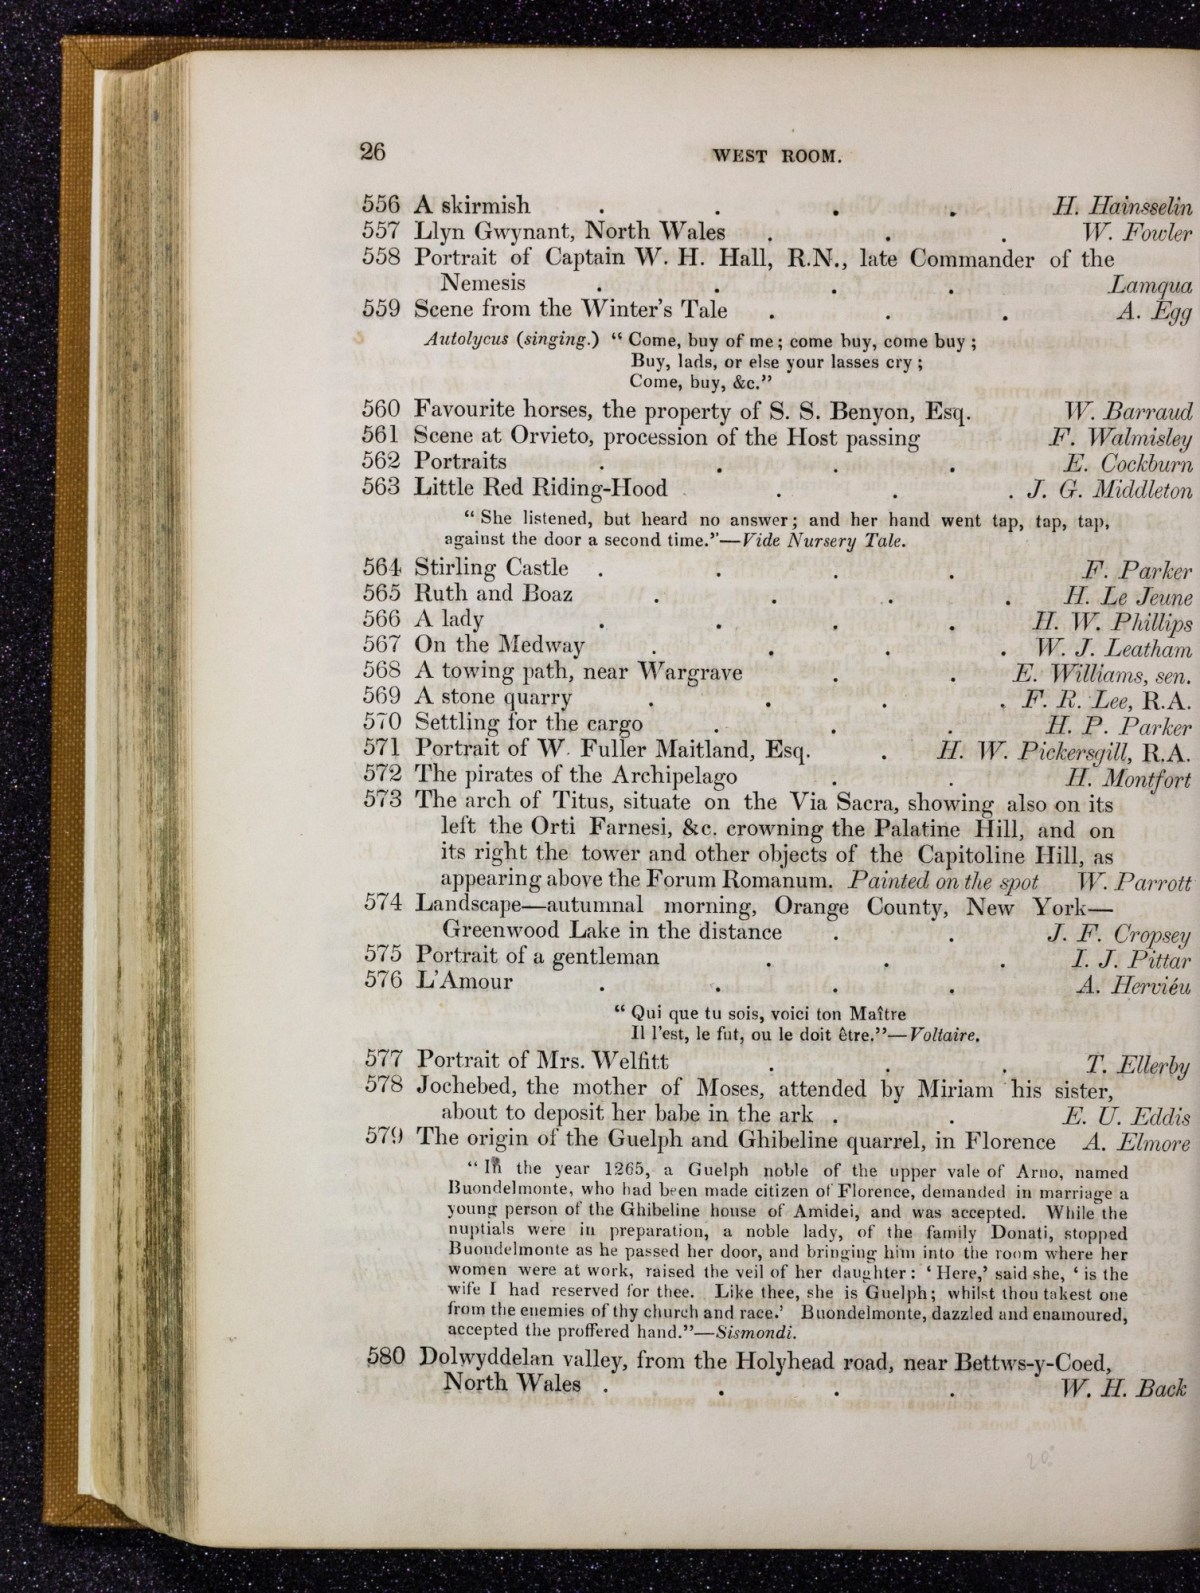 26 WEST ROOM.
556 A skirmish . . . . H. Hainsselin
557 Llyn Gwynant, North Wales . . . W. Fowler
558 Portrait of Captain W. H. Hall, R.N., late Commander of the
Nemesis . . . . Lamqua
559 Scene from the Winter's Tale . . . A. Egg
Autolycus (singing.) “ Come, buy of me; come buy, come buy ;
Buy, lads, or else your lasses cry ;
Come, buy, &c.”
560 Favourite horses, the property of S. S. Benyon, Esq. W. Barraud
561 Scene at Orvieto, procession of the Host passing F. Walmisley
562 Portraits . . . . E. Cockburn
563 Little Red Riding-Hood . . . J. G. Middleton
“ She listened, but heard no answer; and her hand went tap, tap, tap,
against the door a second time.”—Vide Nursery Tale.
564 Stirling Castle . . . . F. Parker
565 Ruth and Boaz . . . . H. Le Jeune
566 A lady . . . . H. W. Phillips
567 On the Medway . . . . W. J. Leatham
568 A towing path, near Wargrave . . E. Williams, sen.
569 A stone quarry . . . . F. R. Lee, R.A.
570 Settling for the cargo . . . H. P. Parker
571 Portrait of W. Fuller Maitland, Esq. . H. W. Pickersgill, R.A.
572 The pirates of the Archipelago . . H. Montfort
573 The arch of Titus, situate on the Via Sacra, showing also on its
left the Orti Farnesi, &c. crowning the Palatine Hill, and on
its right the tower and other objects of the Capitoline Hill, as
appearing above the Forum Romanum. Painted on the spot W. Parrott
574 Landscape—autumnal morning, Orange County, New York—
Greenwood Lake in the distance . . J. F. Cropsey
575 Portrait of a gentleman . . . I. J. Pittar
576 L'Amour . . . . A. Herviéu
“ Qui que tu sois, voici ton Maître
Il l'est, le fut, ou le doit être.”—Voltaire.
577 Portrait of Mrs. Welfitt . . . T. Ellerby
578 Jochebed, the mother of Moses, attended by Miriam his sister,
about to deposit her babe in the ark . . E. U. Eddis
579 The origin of the Guelph and Ghibeline quarrel, in Florence A. Elmore
“ In the year 1265, a Guelph noble of the upper vale of Arno, named
Buondelmonte, who had been made citizen of Florence, demanded in marriage a
young person of the Ghibeline house of Amidei, and was accepted. While the
nuptials were in preparation, a noble lady, of the family Donati, stopped
Buondelmonte as he passed her door, and bringing him into the room where her
women were at work, raised the veil of her daughter : ‘ Here,’ said she, ‘ is the
wife I had reserved for thee. Like thee, she is Guelph; whilst thou takest one
from the enemies of thy church and race.’ Buondelmonte, dazzled and enamoured,
accepted the proffered hand.”—Sismondi.
580 Dolwyddelan valley, from the Holyhead road, near Bettws-y-Coed,
North Wales . . . . W. H. Back